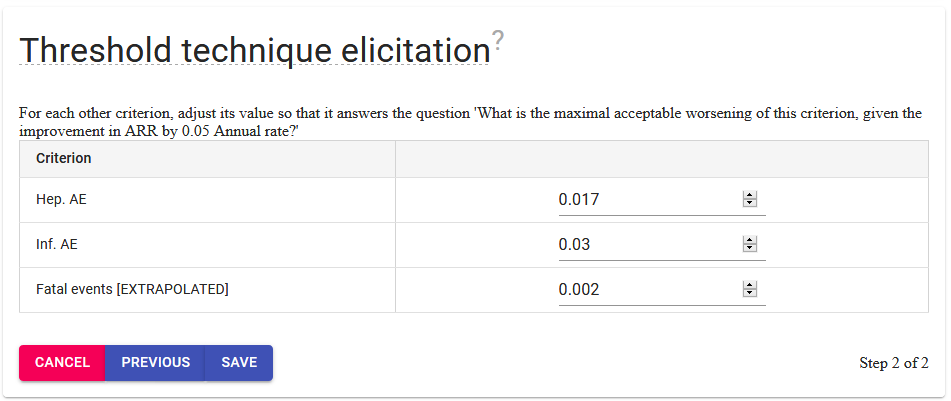 Threshold technique elicitation?
For each other criterion, adjust its value so that it answers the question 'What is the maximal acceptable worsening of this criterion, given the
improvement in ARR by 0.05 Annual rate?'
Criterion
Hep. AE 0.017
Inf. AE 0.03
Fatal events [EXTRAPOLATED] 0.002
CANCEL PREVIOUS SAVE Step 2 of 2